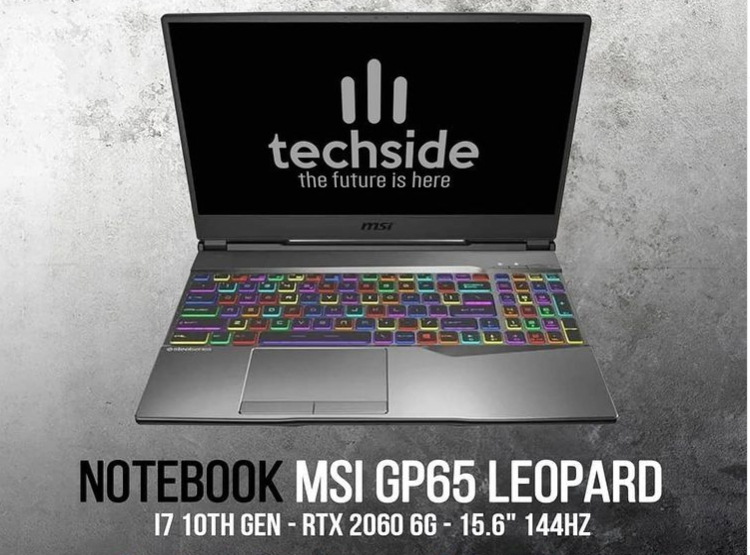 techside
the future is here
msi
steelseries
NOTEBOOK MSI GP65 LEOPARD
I7 10TH GEN - RTX 2060 6G - 15.6" 144HZ